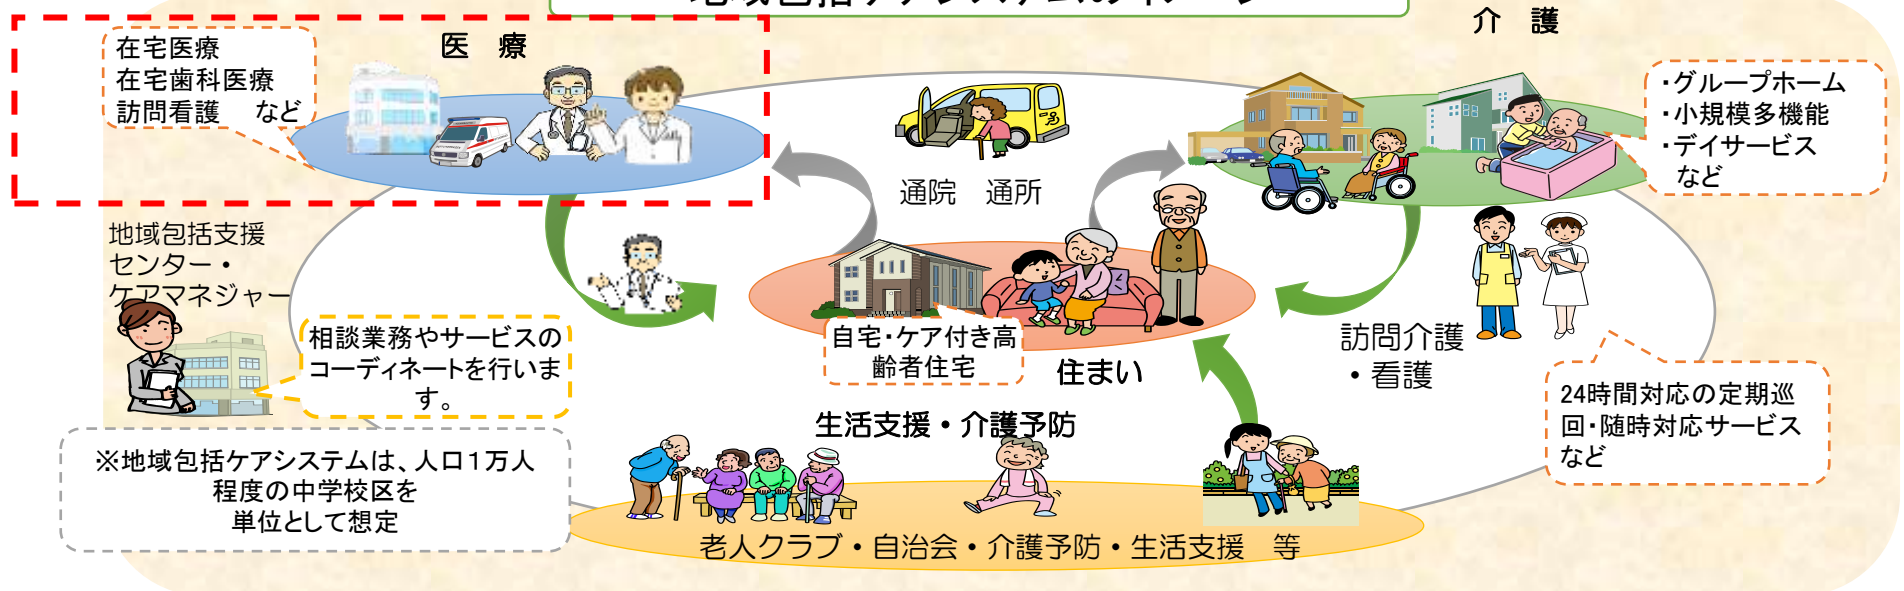 医　療
介　護
在宅医療
在宅歯科医療
訪問看護　など
・グループホーム
・小規模多機能
・デイサービス
など
通院　通所
地域包括支援
センター・
ケアマネジャー
相談業務やサービスの
コーディネートを行いま
す。
自宅・ケア付き高
齢者住宅
住まい
訪問介護
・看護
24時間対応の定期巡
回・随時対応サービス
など
生活支援・介護予防
※地域包括ケアシステムは、人口１万人
程度の中学校区を
単位として想定
老人クラブ・自治会・介護予防・生活支援　等